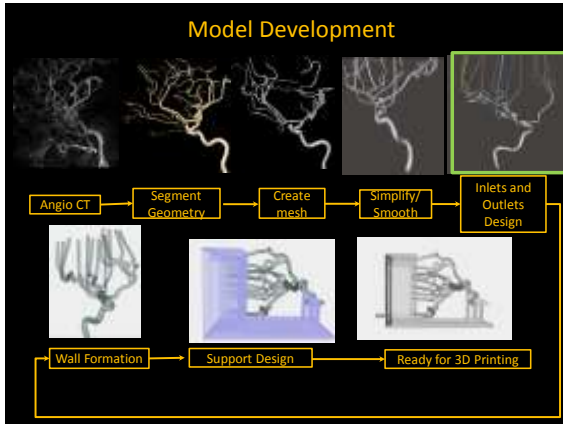 Model Development
Angio CT
Segment
Geometry
Create
mesh
Simplify/
Smooth
Inlets and
Outlets
Design
Wall Formation
Support Design
Ready for 3D Printing